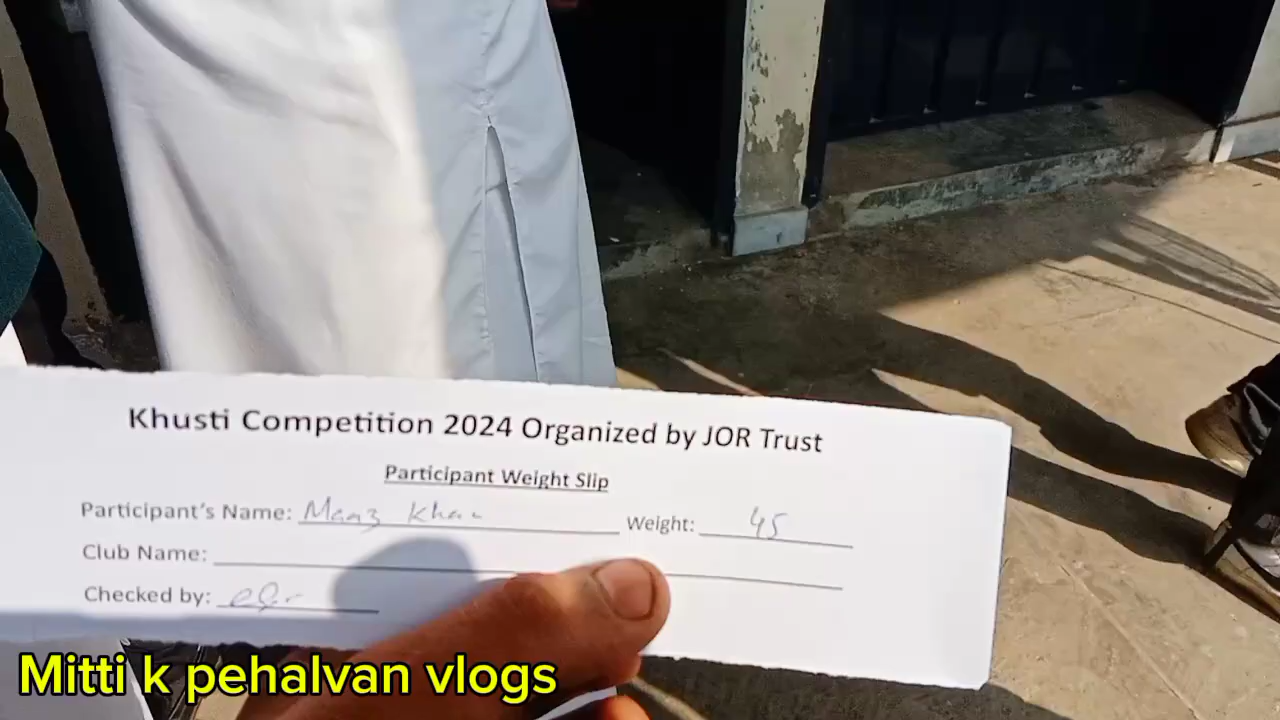 Khusti Competition 2024 Organized by JOR Trust
Participant Weight Slip
Participant's Name: Maaz Khan Weight: 45
Club Name:
Checked by:
Mitti k pehalvan vlogs